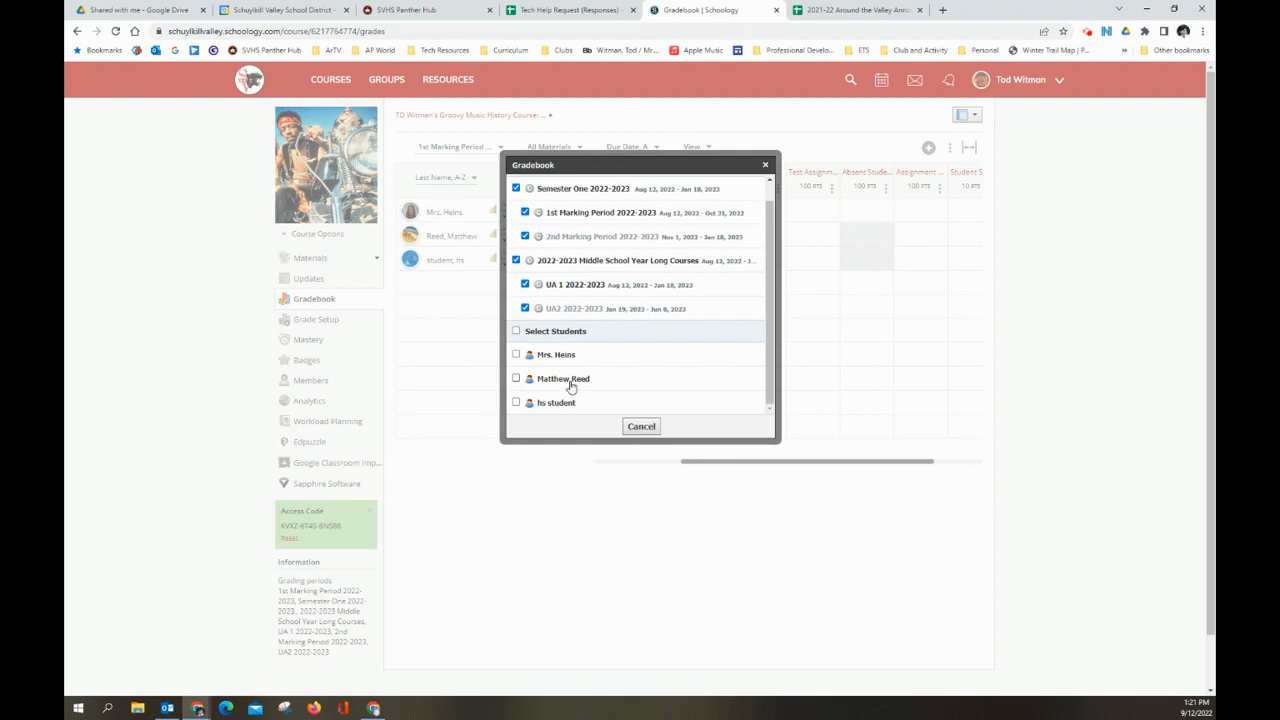 Shared with me - Google Drive
Schuylkill Valley School District -
SVHS Panther Hub
Tech Help Request (Responses) -
Gradebook | Schoology
2021-22 Around the Valley Anno
schuylkillvalley.schoology.com/course/6217764774/grades
Bookmarks
SVHS Panther Hub
ArTV
AP World
Tech Resources
Curriculum
Clubs
Witman, Tod / Mr...
Apple Music
Professional Develo...
ETS
Club and Activity
Personal
Winter Trail Map | P...
Other bookmarks
COURSES
GROUPS
RESOURCES
Tod Witman
TD Witman's Groovy Music History Course: ...
1st Marking Period ...
All Materials
Due Date, A
View
Last Name, A-Z
Test Assignm...
100 PTS
Absent Stude...
100 PTS
Assignment ...
100 PTS
Student S
10 PTS
Mrs. Heins
Reed, Matthew
student, hs
Course Options
Materials
Updates
Gradebook
Grade Setup
Mastery
Badges
Members
Analytics
Workload Planning
Edpuzzle
Google Classroom Imp...
Sapphire Software
Access Code
KVXZ-6T4S-BNSB6
Reset
Information
Grading periods
1st Marking Period 2022-
2023, Semester One 2022-
2023 , 2022-2023 Middle
School Year Long Courses,
UA 1 2022-2023, 2nd
Marking Period 2022-2023,
UA2 2022-2023
Gradebook
Semester One 2022-2023 Aug 12, 2022 - Jan 18, 2023
1st Marking Period 2022-2023 Aug 12, 2022 - Oct 31, 2022
2nd Marking Period 2022-2023 Nov 1, 2022 - Jan 18, 2023
2022-2023 Middle School Year Long Courses Aug 12, 2022 - J...
UA 1 2022-2023 Aug 12, 2022 - Jan 18, 2023
UA2 2022-2023 Jan 19, 2023 - Jun 8, 2023
Select Students
Mrs. Heins
Matthew Reed
hs student
Cancel
1:21 PM
9/12/2022